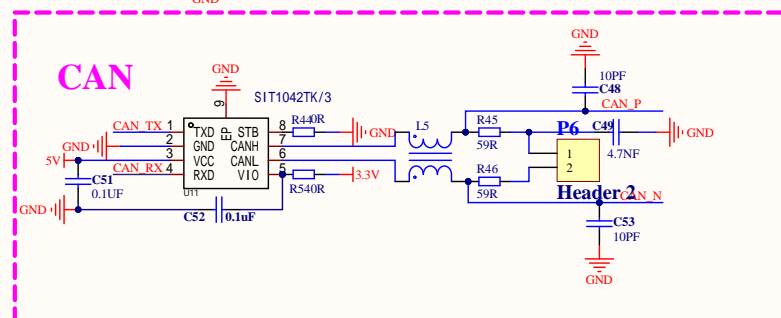 GND
CAN
GND
SIT1042TK/3
9
GND
10PF
C48
CAN_P
CAN_TX
1
TXD
EP
STB
8
R44
0R
GND
L5
R45
59R
P6
C49
4.7NF
GND
GND
2
GND
CANH
7
5V
3
VCC
CANL
6
1
2
CAN_RX
4
RXD
VIO
5
R54
0R
3.3V
R46
59R
Header 2
CAN_N
C51
0.1UF
U11
GND
C52
0.1uF
C53
10PF
GND